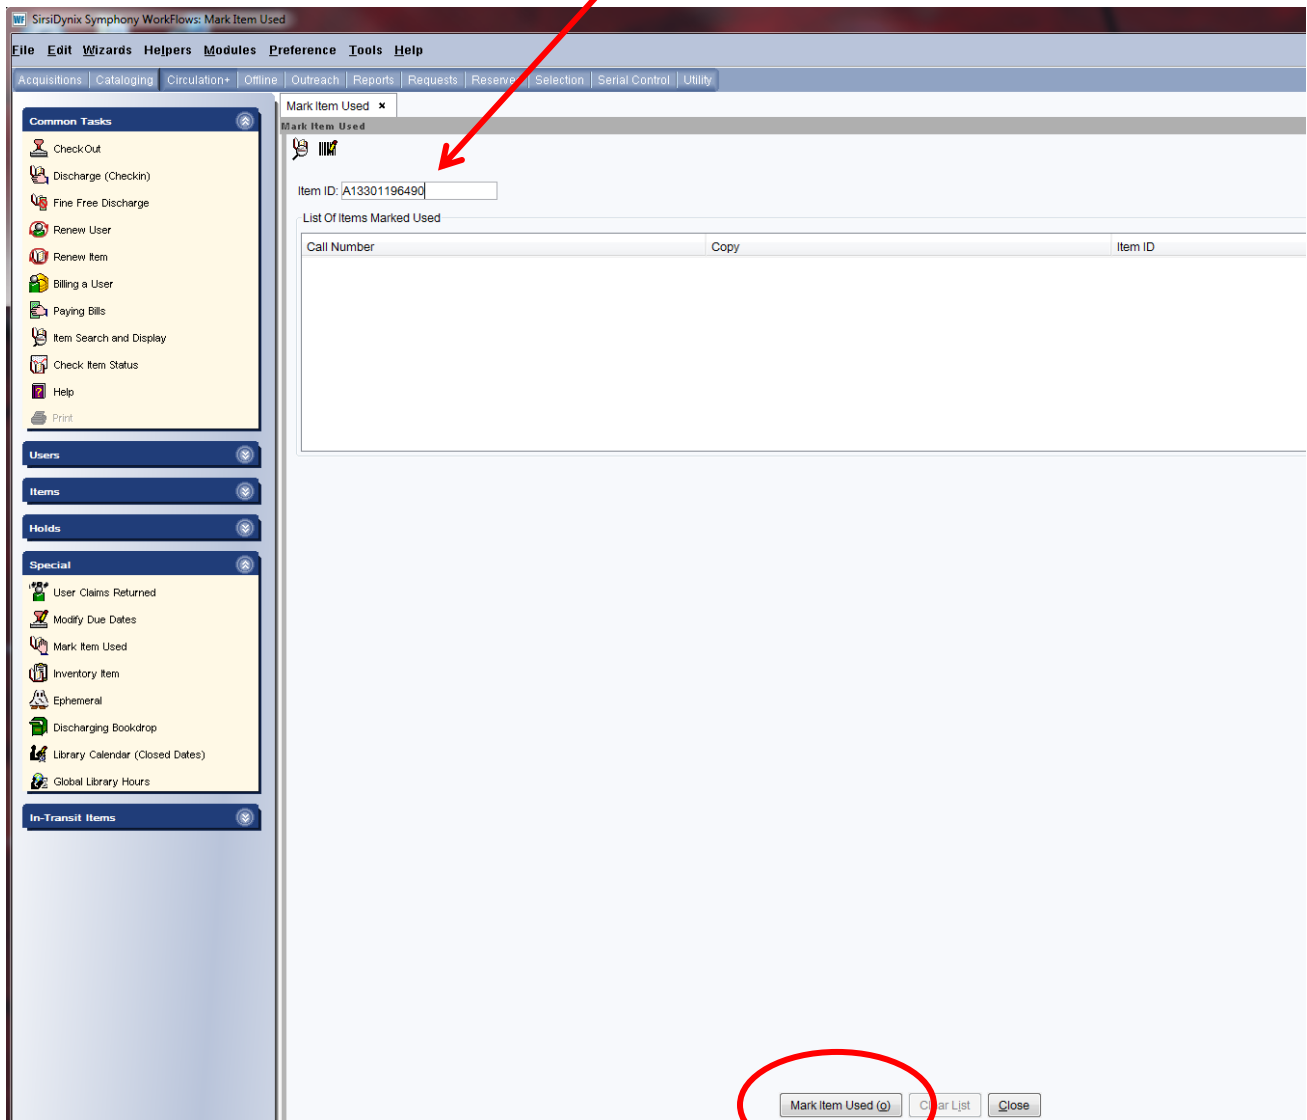 SirsiDynix Symphony WorkFlows: Mark Item Used
File Edit Wizards Helpers Modules Preference Tools Help
Acquisitions Cataloging Circulation+ Offline Outreach Reports Requests Reserves Selection Serial Control Utility
Mark Item Used
Mark Item Used
Item ID: A13301196490
List Of Items Marked Used
Call Number Copy Item ID
Common Tasks
CheckOut
Discharge (Checkin)
Fine Free Discharge
Renew User
Renew Item
Billing a User
Paying Bills
Item Search and Display
Check Item Status
Help
Print
Users
Items
Holds
Special
User Claims Returned
Modify Due Dates
Mark Item Used
Inventory Item
Ephemeral
Discharging Bookdrop
Library Calendar (Closed Dates)
Global Library Hours
In-Transit Items
Mark Item Used (o) Clear List Close